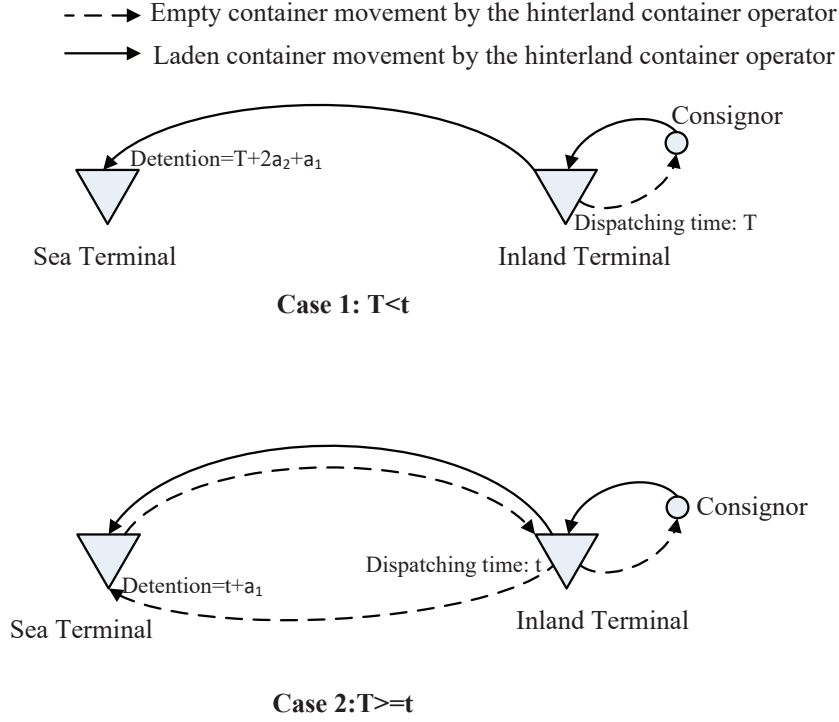 Empty container movement by the hinterland container operator
Laden container movement by the hinterland container operator
Consignor
Detention=T+2a₂+a₁
Dispatching time: T
Sea Terminal
Inland Terminal
Case 1: T<t
Consignor
Dispatching time: t
Detention=t+a₁
Sea Terminal
Inland Terminal
Case 2:T>=t